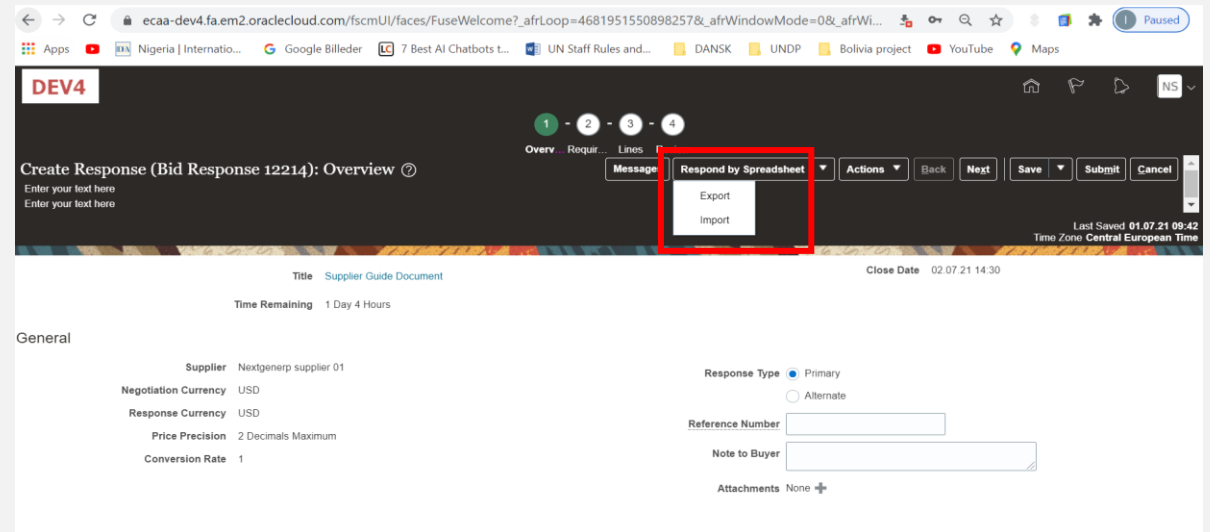 ecaa-dev4.fa.em2.oraclecloud.com/fscmUI/faces/FuseWelcome?_afrLoop=46819515508998257&_afrWindowMode=0&_afrWi... Paused
Apps Nigeria | Internatio... Google Billeder LC 7 Best AI Chatbots t... UN Staff Rules and... DANSK UNDP Bolivia project YouTube Maps
DEV4 NS
1 - 2 - 3 - 4
Overv... Requir... Lines
Create Response (Bid Response 12214): Overview Message Respond by Spreadsheet Actions Back Next Save Submit Cancel
Enter your text here
Enter your text here
Export
Import
Last Saved 01.07.21 09:42
Time Zone Central European Time
Title Supplier Guide Document Close Date 02.07.21 14:30
Time Remaining 1 Day 4 Hours
General
Supplier Nextgenerp supplier 01 Response Type Primary
Negotiation Currency USD Alternate
Response Currency USD Reference Number
Price Precision 2 Decimals Maximum
Conversion Rate 1 Note to Buyer
Attachments None